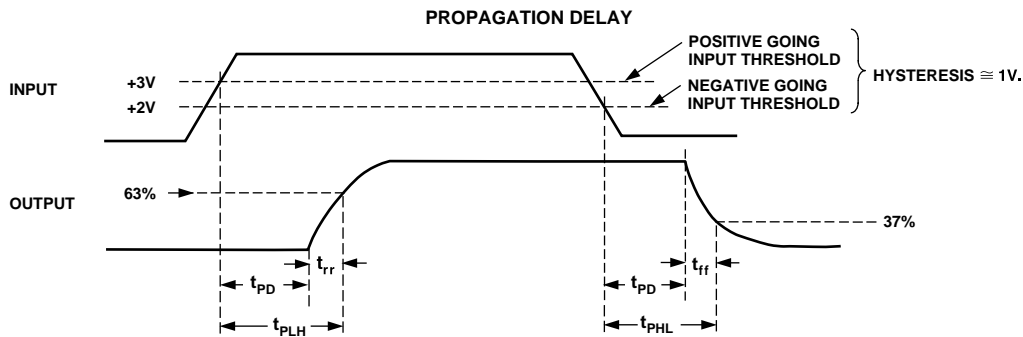 PROPAGATION DELAY
POSITIVE GOING
INPUT THRESHOLD
NEGATIVE GOING
INPUT THRESHOLD
HYSTERESIS ≅ 1V.
INPUT
+3V
+2V
OUTPUT
63%
37%
trr
tff
tPD
tPD
tPLH
tPHL